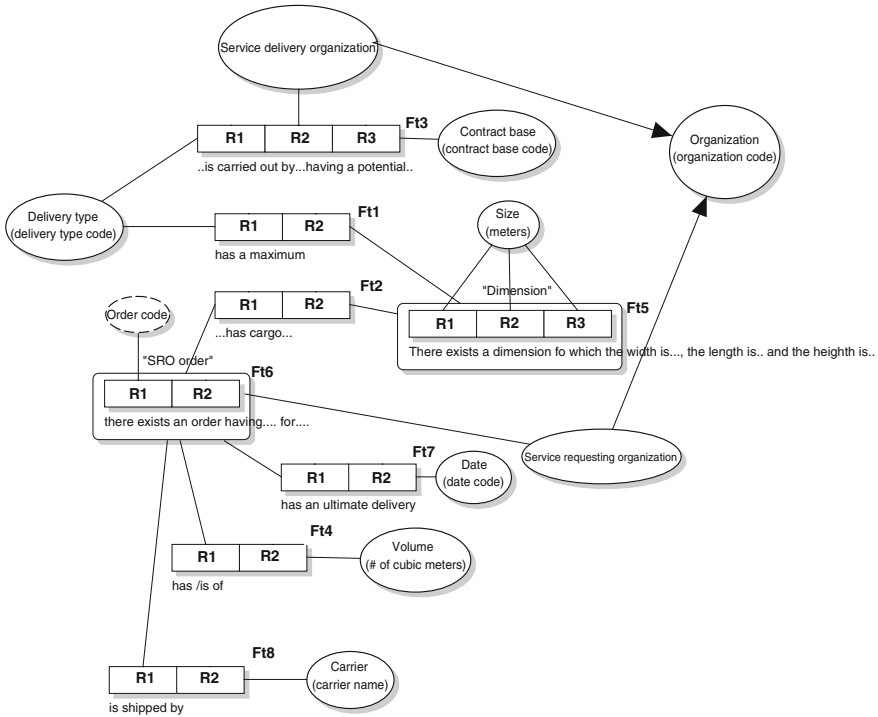 Service delivery organization
Ft3
R1 R2 R3
..is carried out by...having a potential..
Contract base
(contract base code)
Organization
(organization code)
Delivery type
(delivery type code)
Ft1
R1 R2
has a maximum
Size
(meters)
Ft2
R1 R2
...has cargo...
"Dimension"
Ft5
R1 R2 R3
There exists a dimension fo which the width is..., the length is.. and the heighth is..
Order code
"SRO order"
Ft6
R1 R2
there exists an order having.... for....
Service requesting organization
Ft7
R1 R2
has an ultimate delivery
Date
(date code)
Ft4
R1 R2
has /is of
Volume
(# of cubic meters)
Ft8
R1 R2
is shipped by
Carrier
(carrier name)